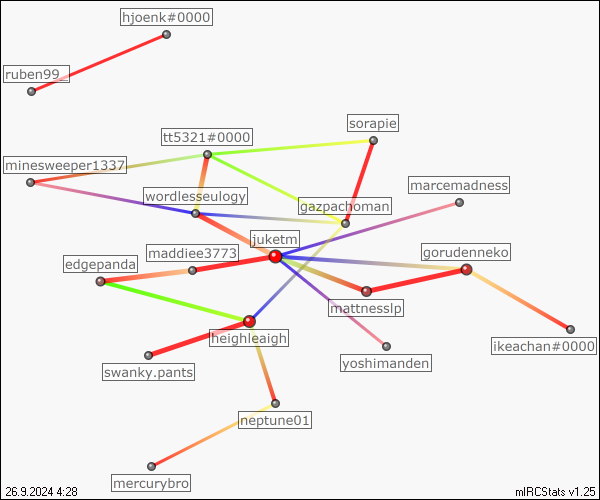 hjoenk#0000
ruben99_
sorapie
tt5321#0000
minesweeper1337
marcemadness
wordlesseulogy
gazpachoman
juketm
maddiee3773
gorudenneko
edgepanda
mattnesslp
heighleaigh
ikeachan#0000
yoshimanden
swanky.pants
neptune01
mercurybro
26.9.2024 4:28
mIRCStats v1.25